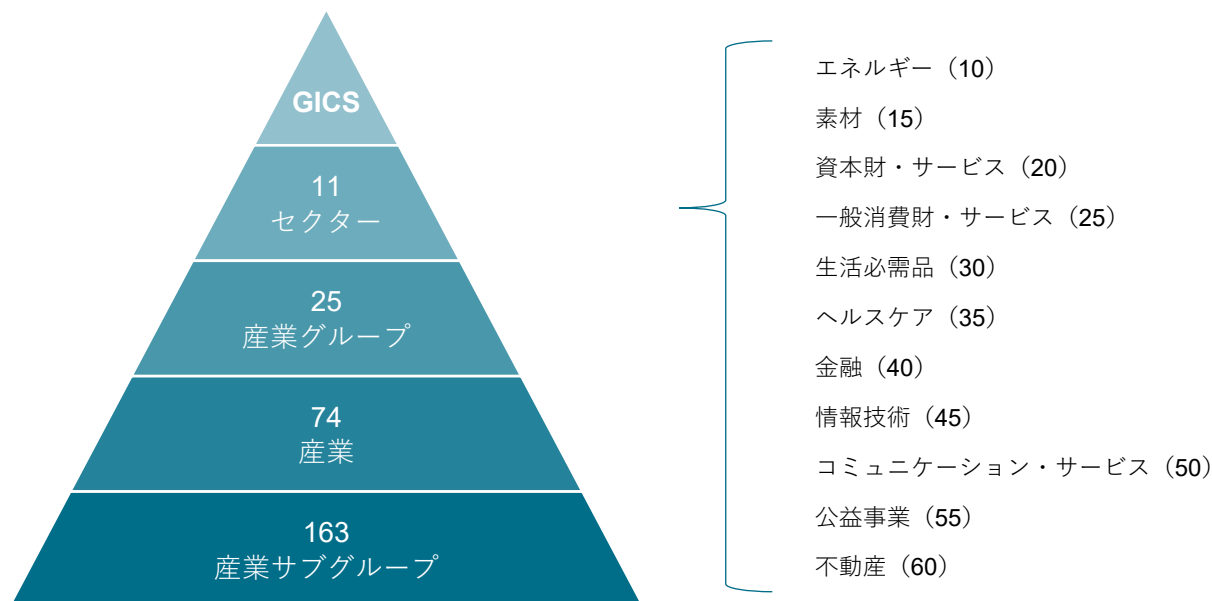 GICS
11
セクター
25
産業グループ
74
産業
163
産業サブグループ
エネルギー（10）
素材（15）
資本財・サービス（20）
一般消費財・サービス（25）
生活必需品（30）
ヘルスケア（35）
金融（40）
情報技術（45）
コミュニケーション・サービス（50）
公益事業（55）
不動産（60）